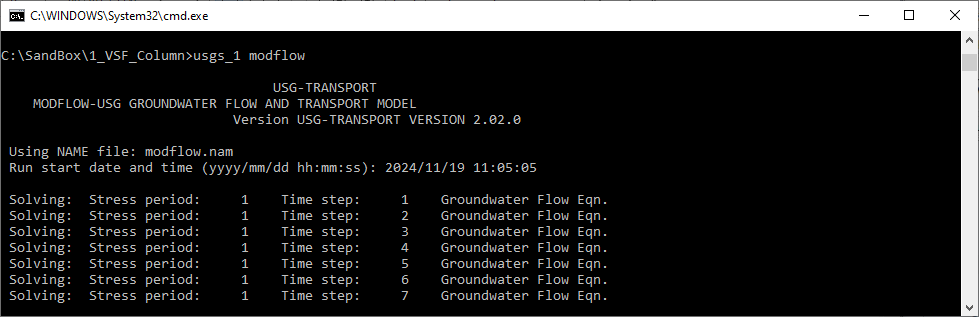 C:\WINDOWS\System32\cmd.exe
C:\SandBox\1_VSF_Column>usgs_1 modflow
USG-TRANSPORT
MODFLOW-USG GROUNDWATER FLOW AND TRANSPORT MODEL
Version USG-TRANSPORT VERSION 2.02.0
Using NAME file: modflow.nam
Run start date and time (yyyy/mm/dd hh:mm:ss): 2024/11/19 11:05:05
Solving:  Stress period:     1    Time step:     1    Groundwater Flow Eqn.
Solving:  Stress period:     1    Time step:     2    Groundwater Flow Eqn.
Solving:  Stress period:     1    Time step:     3    Groundwater Flow Eqn.
Solving:  Stress period:     1    Time step:     4    Groundwater Flow Eqn.
Solving:  Stress period:     1    Time step:     5    Groundwater Flow Eqn.
Solving:  Stress period:     1    Time step:     6    Groundwater Flow Eqn.
Solving:  Stress period:     1    Time step:     7    Groundwater Flow Eqn.